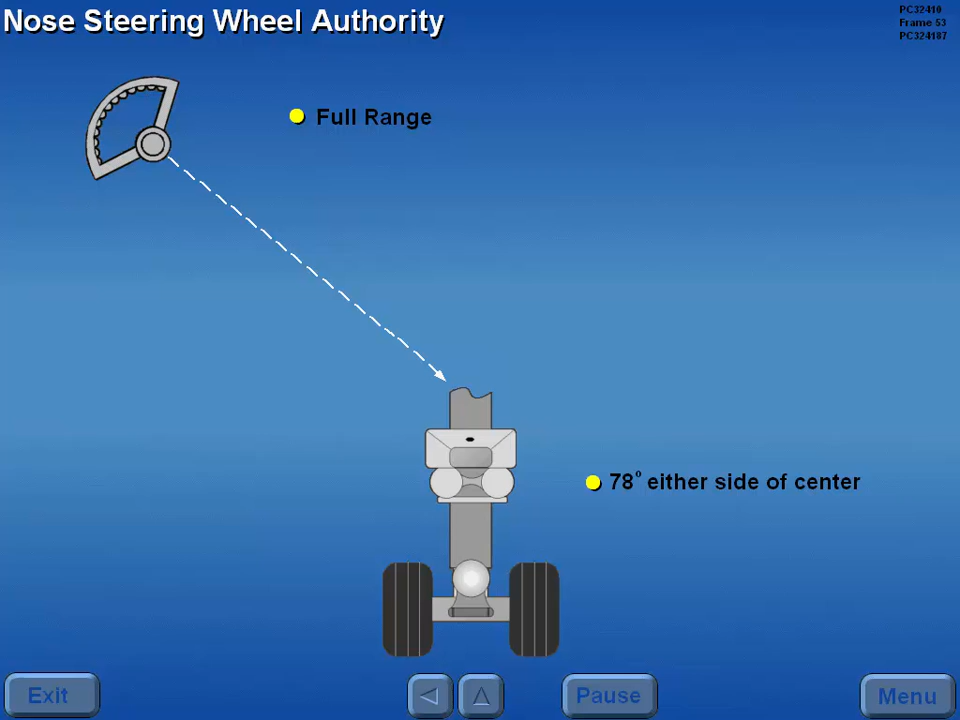 Nose Steering Wheel Authority
PC32410
Frame 53
PC324187
Full Range
78° either side of center
Exit
Pause
Menu